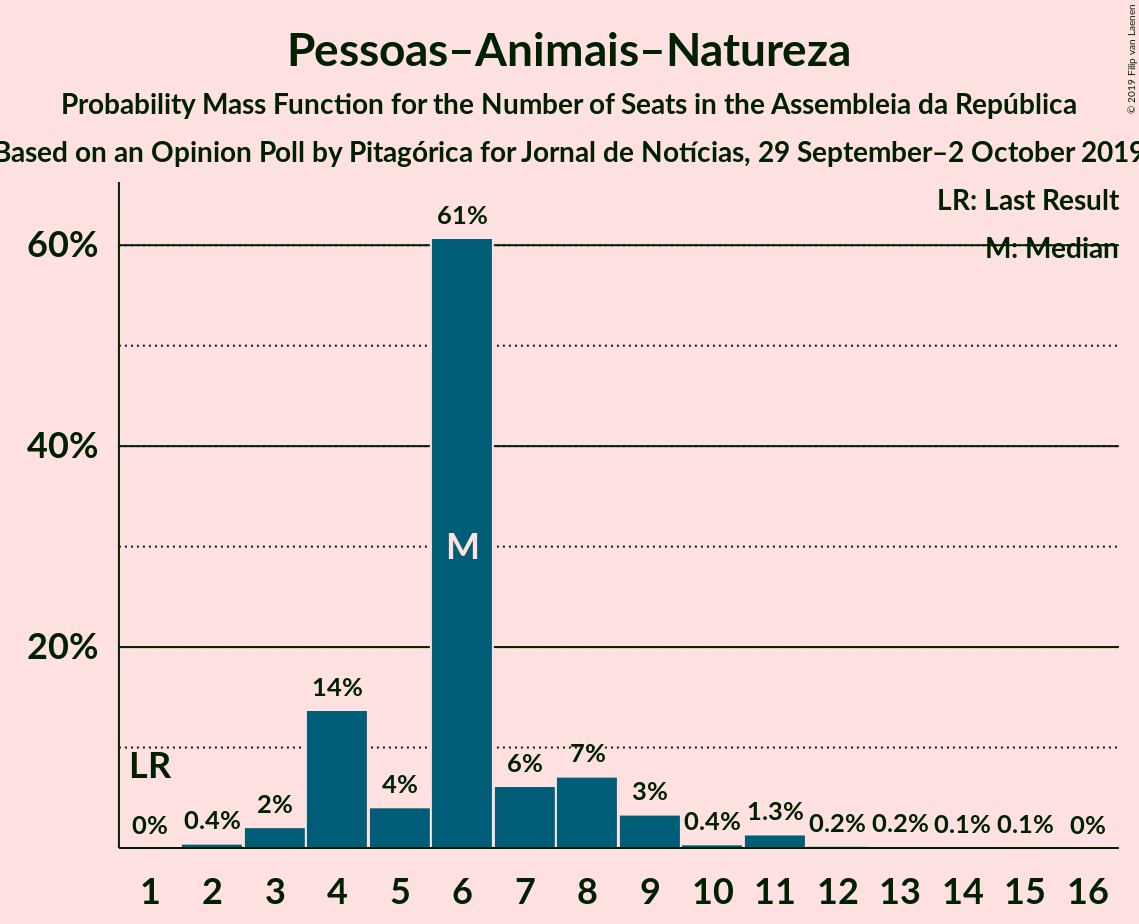 Pessoas–Animais–Natureza
Probability Mass Function for the Number of Seats in the Assembleia da República
Based on an Opinion Poll by Pitagórica for Jornal de Notícias, 29 September–2 October 2019
© 2019 Filip van Laenen
LR: Last Result
M: Median
60%
40%
20%
LR
M
0% 0.4% 2% 14% 4% 61% 6% 7% 3% 0.4% 1.3% 0.2% 0.2% 0.1% 0.1% 0%
1 2 3 4 5 6 7 8 9 10 11 12 13 14 15 16